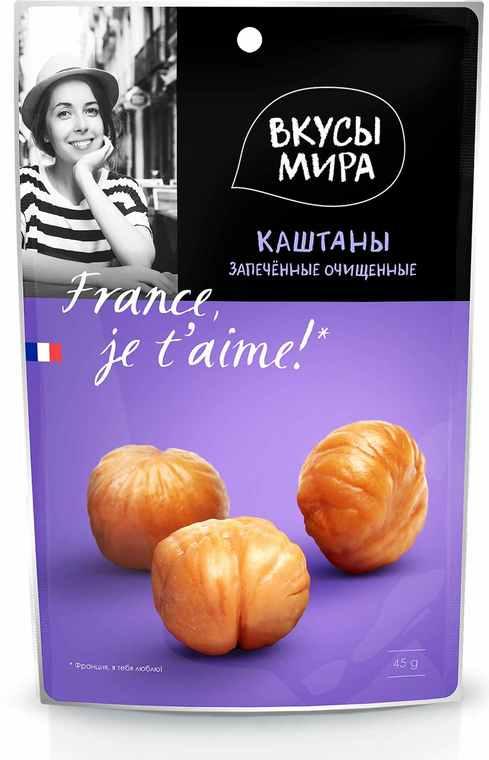 ВКУСЫ
МИРА
КАШТАНЫ
ЗАПЕЧЁННЫЕ ОЧИЩЕННЫЕ
France,
je t'aime!*
* Франция, я тебя люблю!
45 g